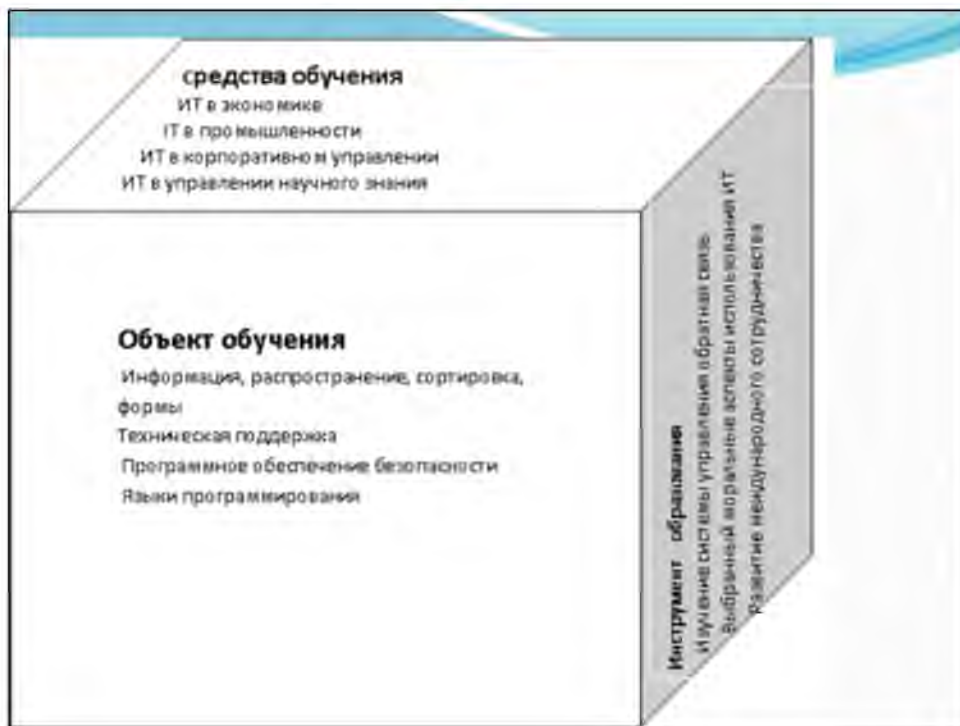 средства обучения
ИТ в экономике
IT в промышленности
ИТ в корпоративном управлении
ИТ в управлении научного знания
Объект обучения
Информация, распространение, сортировка,
формы
Техническая поддержка
Программное обеспечение безопасности
Языки программирования
Инструмент образования
Изучение системы управления обратная связь
Выбранный моральные аспекты использования ИТ
Развитие международного сотрудничества